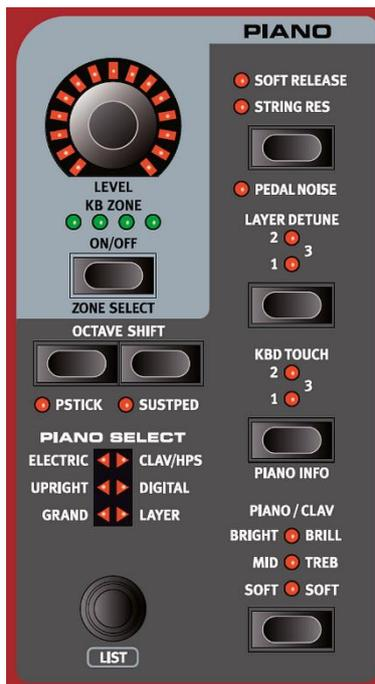 PIANO
SOFT RELEASE
STRING RES
PEDAL NOISE
LAYER DETUNE
2
3
1
KBD TOUCH
2
3
1
PIANO INFO
PIANO / CLAV
BRIGHT BRILL
MID TREB
SOFT SOFT
LEVEL
KB ZONE
ON/OFF
ZONE SELECT
OCTAVE SHIFT
PSTICK SUSTPED
PIANO SELECT
ELECTRIC CLAV/HPS
UPRIGHT DIGITAL
GRAND LAYER
LIST